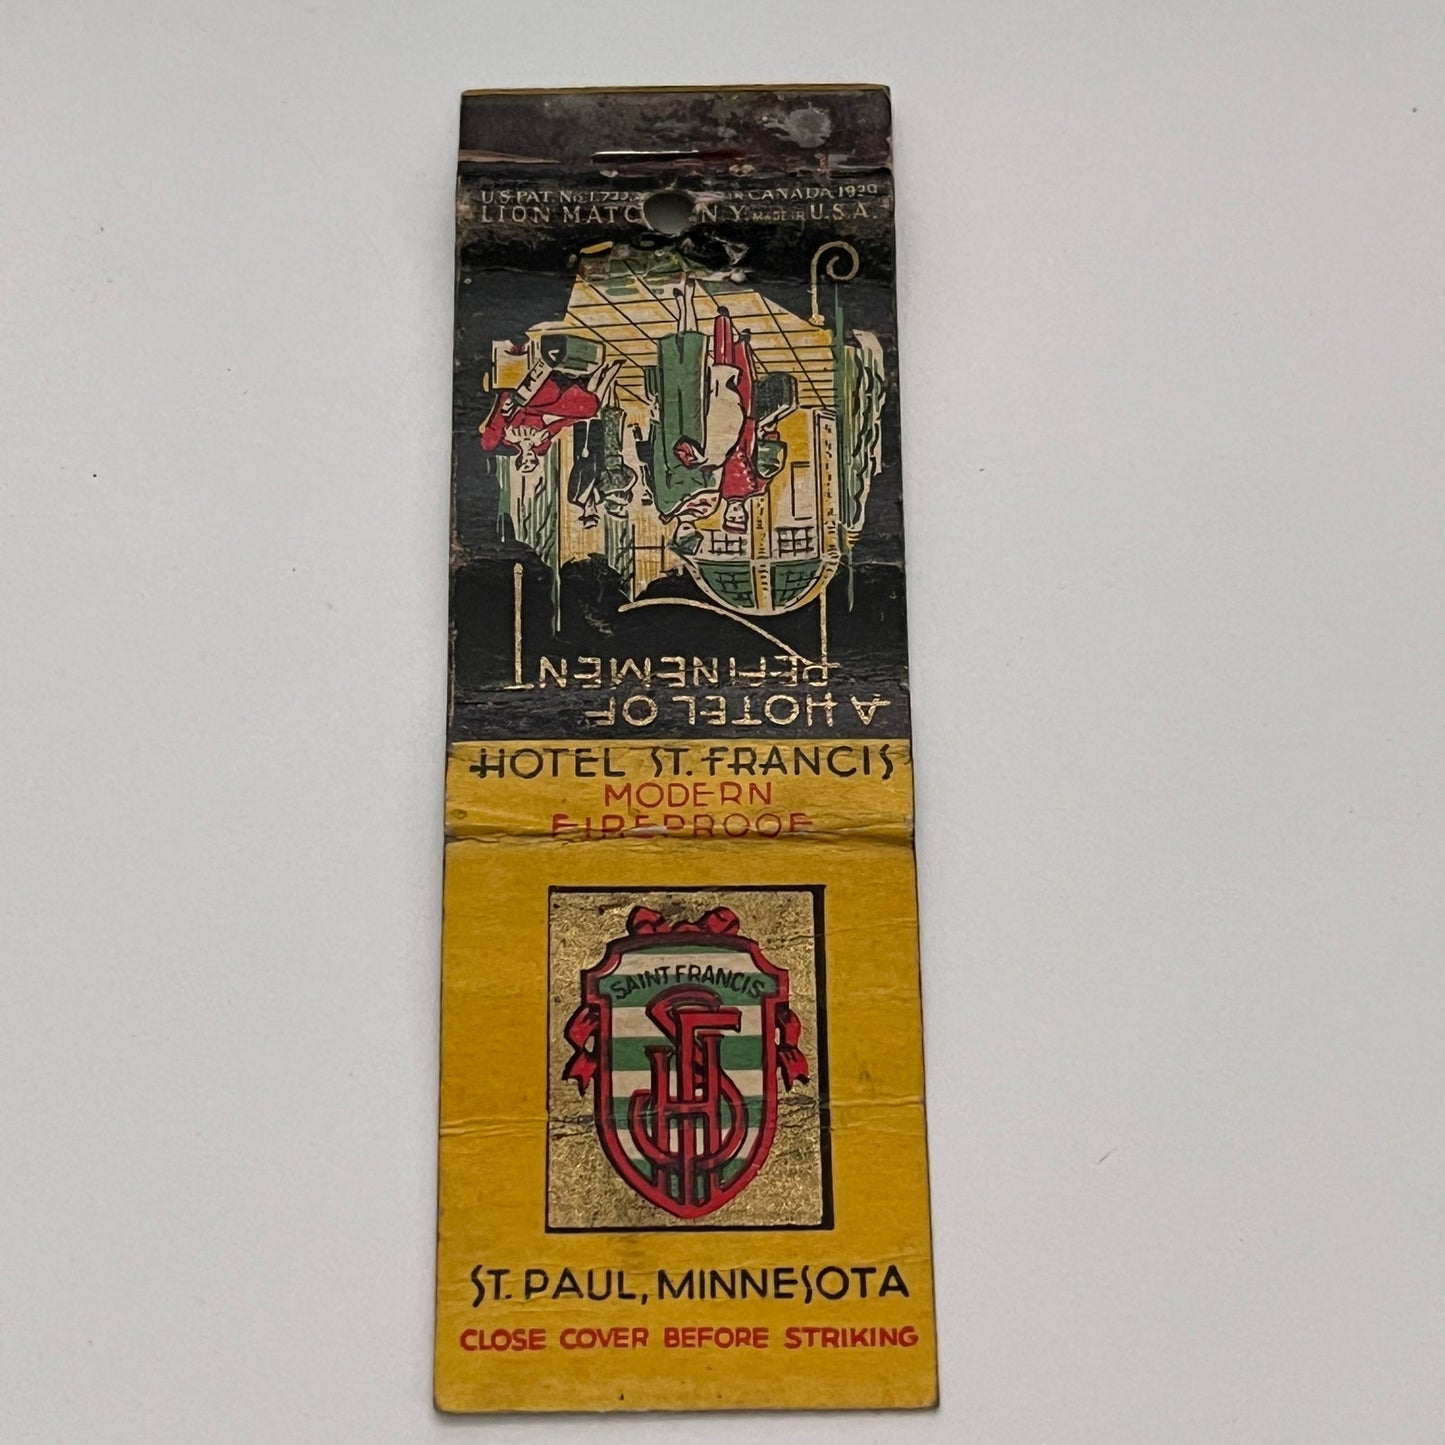 U.S. PAT. No 1,733, IN CANADA 1929
LION MATC N.Y. MADE IN U.S.A.
A HOTEL OF
REFINEMENT
HOTEL ST. FRANCIS
MODERN
FIREPROOF
SAINT FRANCIS
ST. PAUL, MINNESOTA
CLOSE COVER BEFORE STRIKING